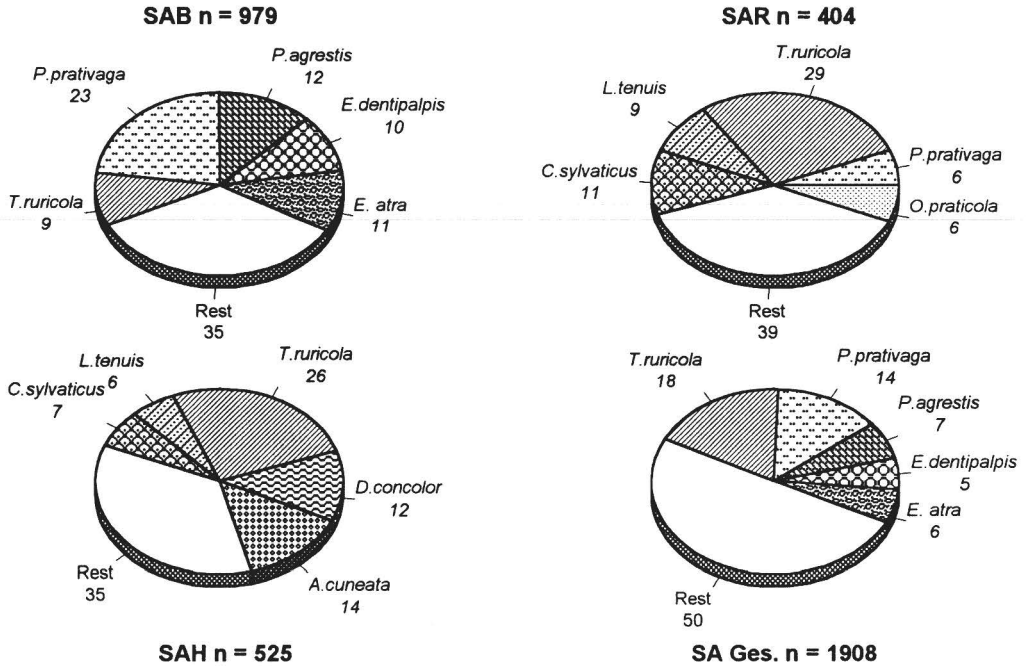 SAB n = 979
P.agrestis
12
P.prativaga
23
E.dentipalpis
10
T.ruricola
9
E. atra
11
Rest
35
SAR n = 404
T.ruricola
29
L.tenuis
9
P.prativaga
6
C.sylvaticus
11
O.praticola
6
Rest
39
L.tenuis
6
T.ruricola
26
C.sylvaticus
7
D.concolor
12
Rest
35
A.cuneata
14
SAH n = 525
T.ruricola
18
P.prativaga
14
P.agrestis
7
E.dentipalpis
5
E. atra
6
Rest
50
SA Ges. n = 1908